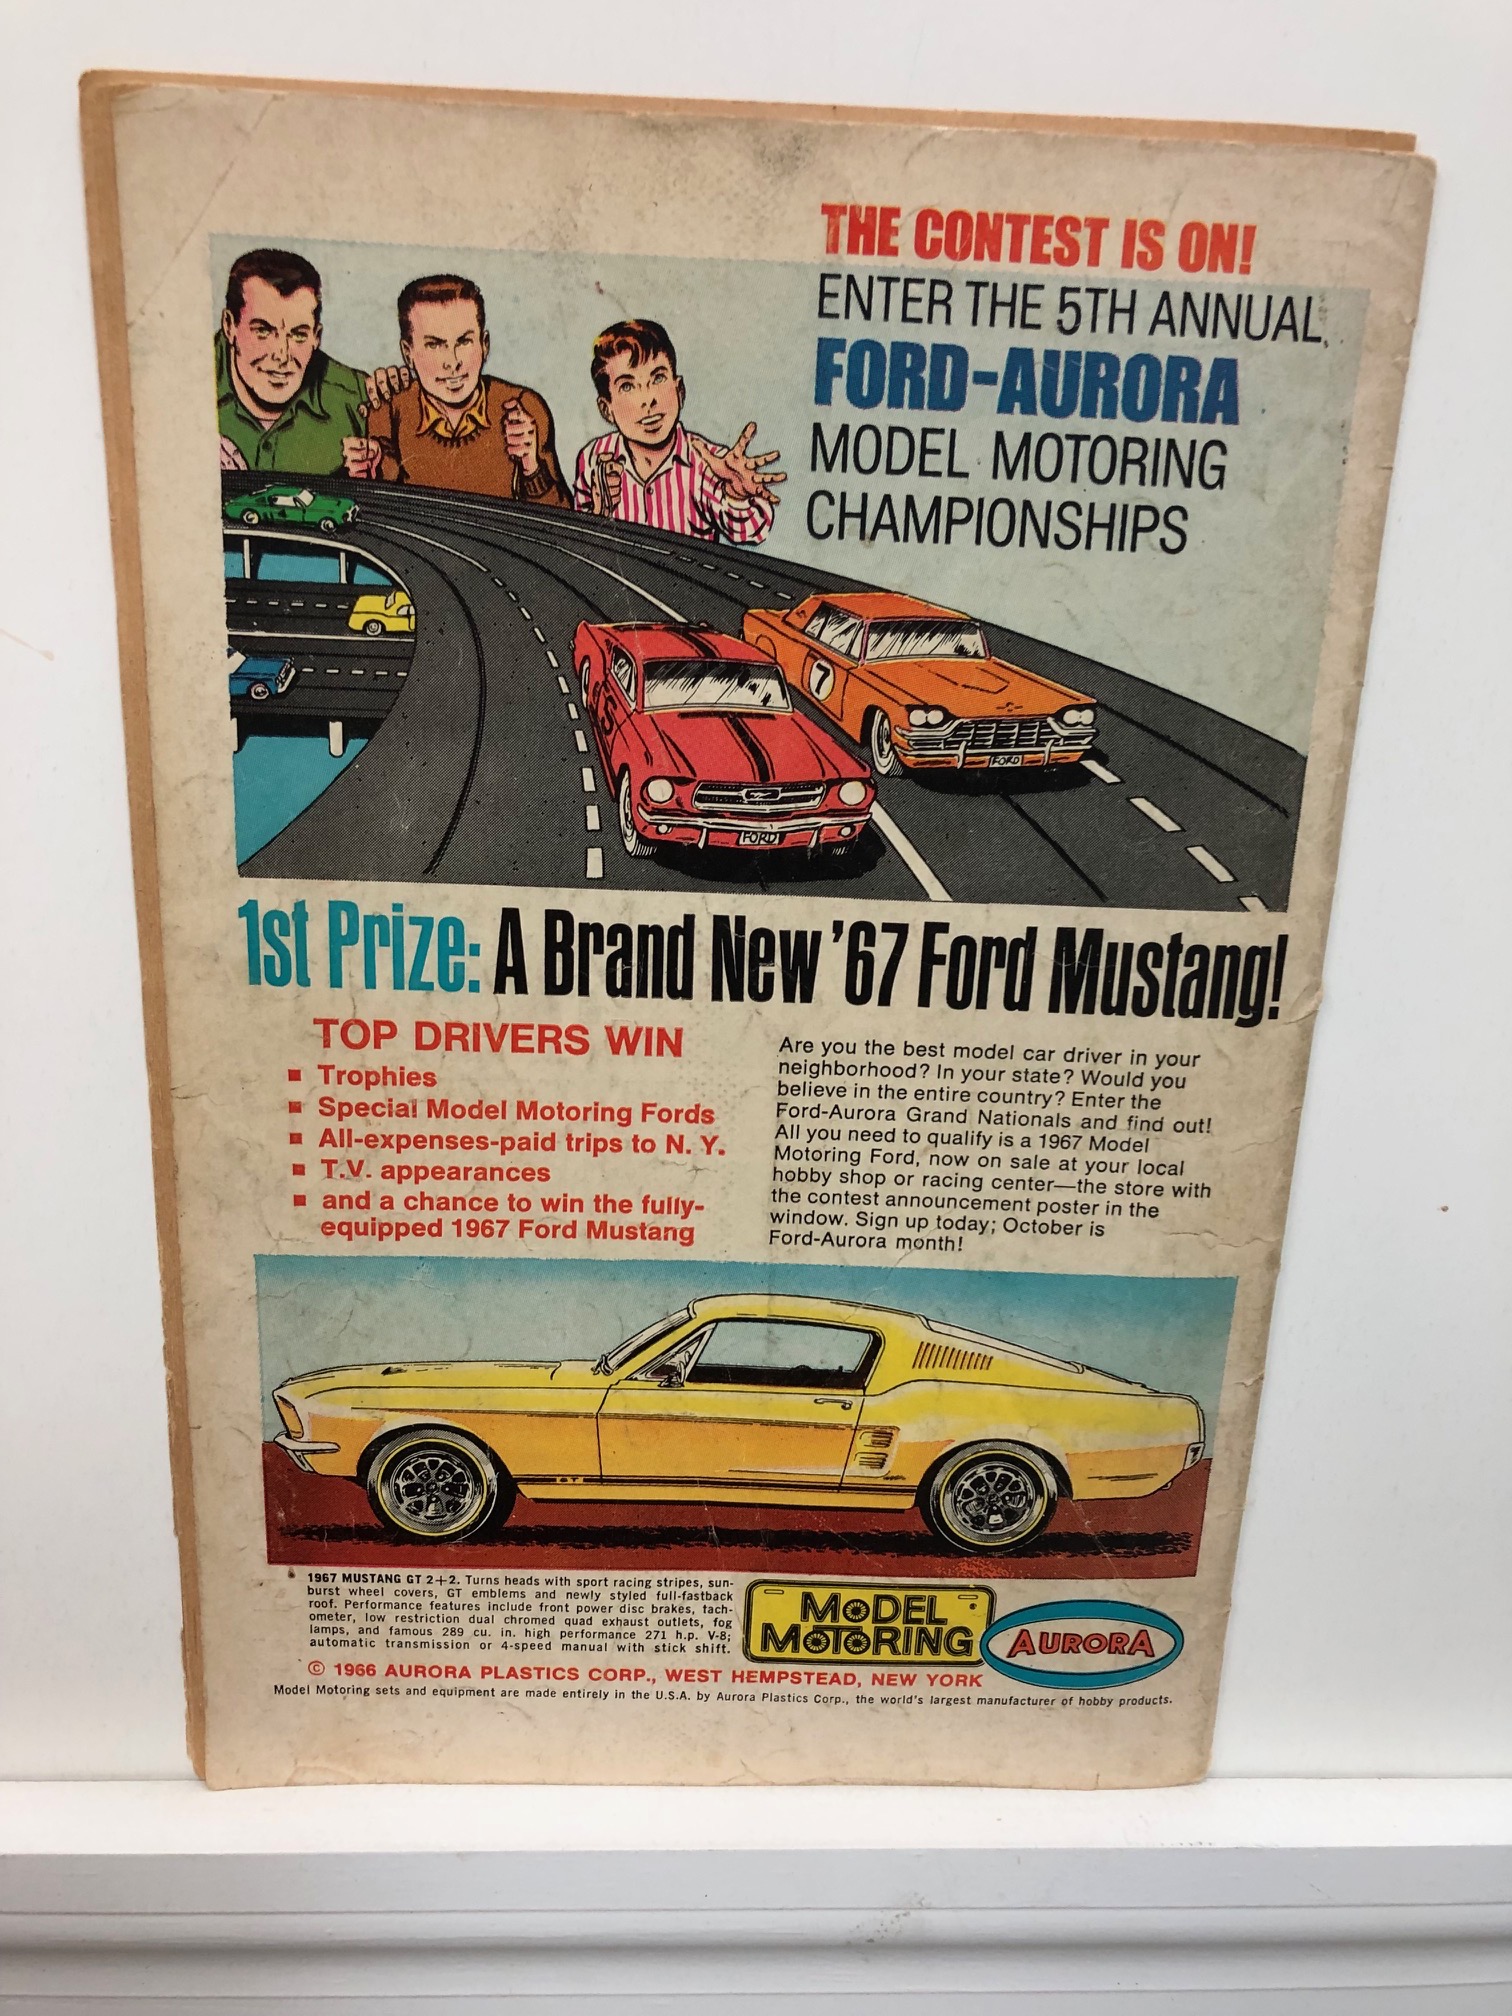 THE CONTEST IS ON!
ENTER THE 5TH ANNUAL
FORD-AURORA
MODEL MOTORING
CHAMPIONSHIPS
7
FORD
FORD
1st Prize: A Brand New '67 Ford Mustang!
TOP DRIVERS WIN
▪ Trophies
▪ Special Model Motoring Fords
▪ All-expenses-paid trips to N. Y.
▪ T.V. appearances
▪ and a chance to win the fully-
equipped 1967 Ford Mustang
Are you the best model car driver in your
neighborhood? In your state? Would you
believe in the entire country? Enter the
Ford-Aurora Grand Nationals and find out!
All you need to qualify is a 1967 Model
Motoring Ford, now on sale at your local
hobby shop or racing center—the store with
the contest announcement poster in the
window. Sign up today; October is
Ford-Aurora month!
GT
1967 MUSTANG GT 2+2. Turns heads with sport racing stripes, sun-
burst wheel covers, GT emblems and newly styled full-fastback
roof. Performance features include front power disc brakes, tach-
ometer, low restriction dual chromed quad exhaust outlets, fog
lamps, and famous 289 cu. in. high performance 271 h.p. V-8;
automatic transmission or 4-speed manual with stick shift.
MODEL
MOTORING
AURORA
© 1966 AURORA PLASTICS CORP., WEST HEMPSTEAD, NEW YORK
Model Motoring sets and equipment are made entirely in the U.S.A. by Aurora Plastics Corp., the world's largest manufacturer of hobby products.